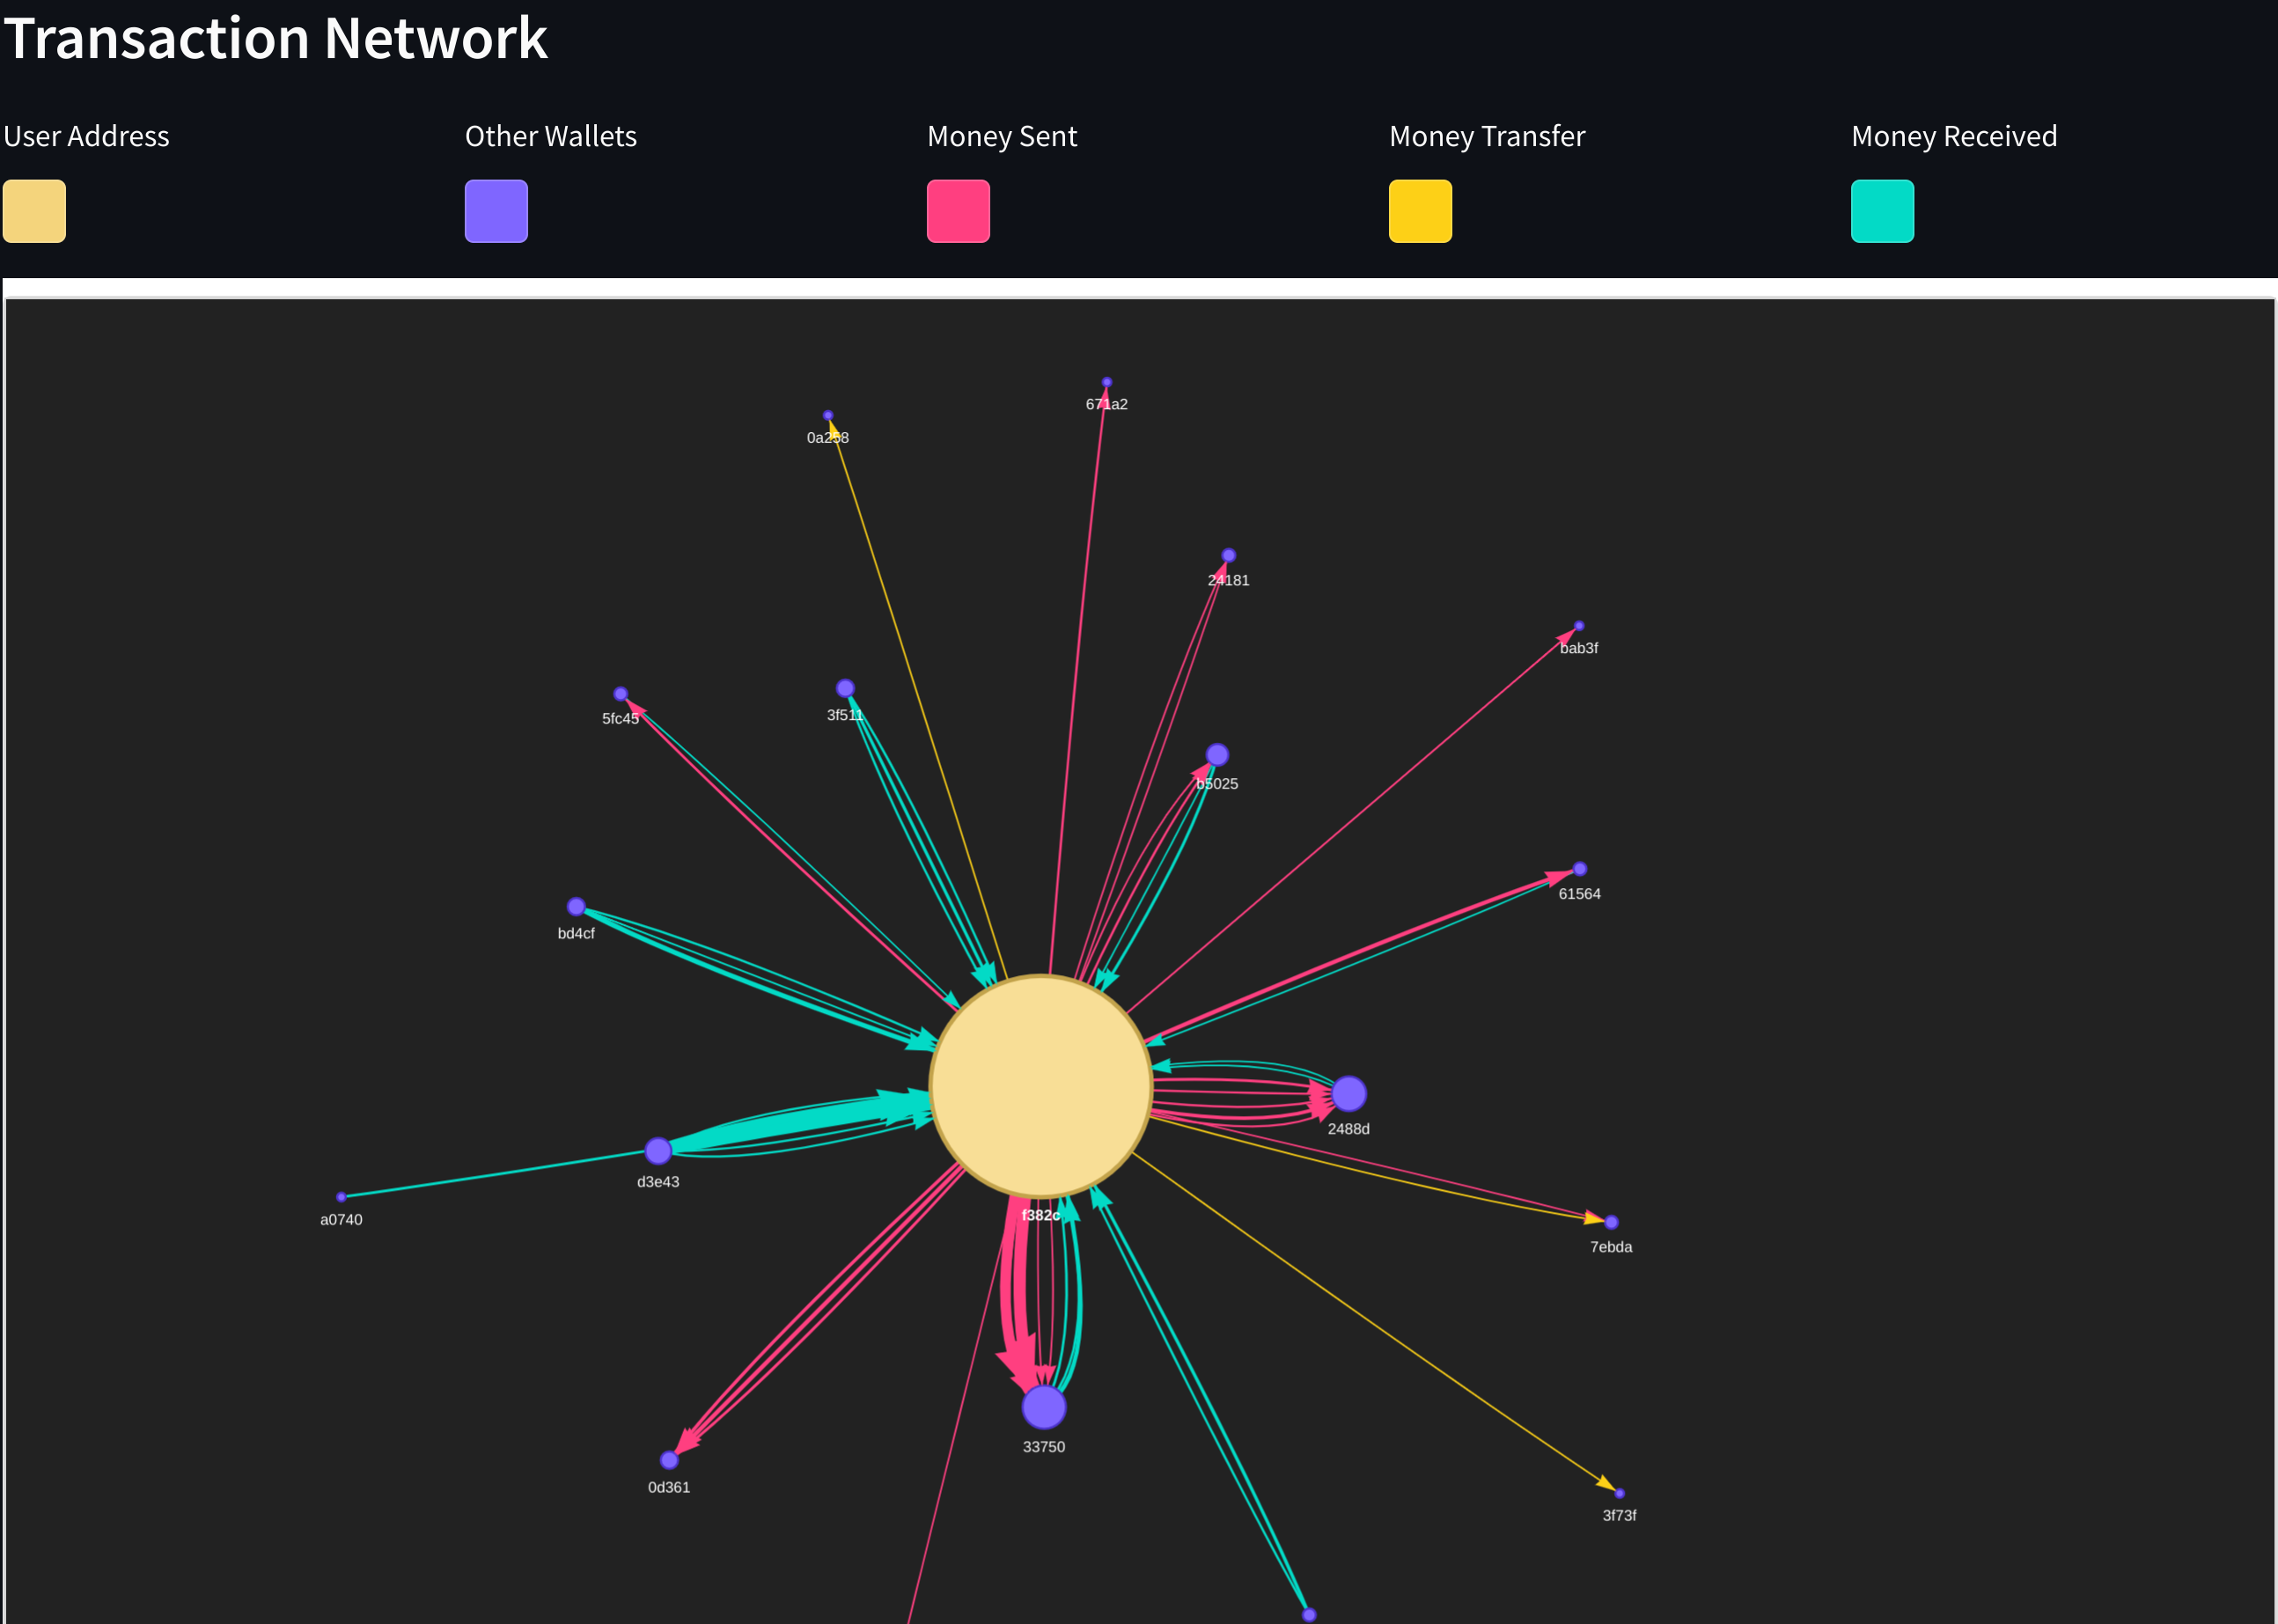 Transaction Network
User Address
Other Wallets
Money Sent
Money Transfer
Money Received
671a2
0a258
24181
bab3f
5fc45
3f511
b5025
61564
bd4cf
2488d
d3e43
a0740
f382c
7ebda
33750
0d361
3f73f